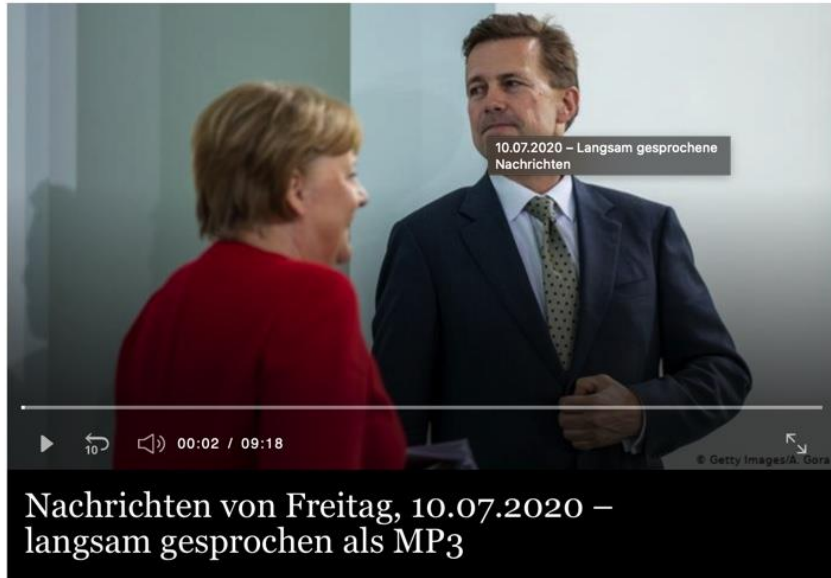 10.07.2020 – Langsam gesprochene
Nachrichten
10
00:02 / 09:18
© Getty Images/A. Gora
Nachrichten von Freitag, 10.07.2020 –
langsam gesprochen als MP3